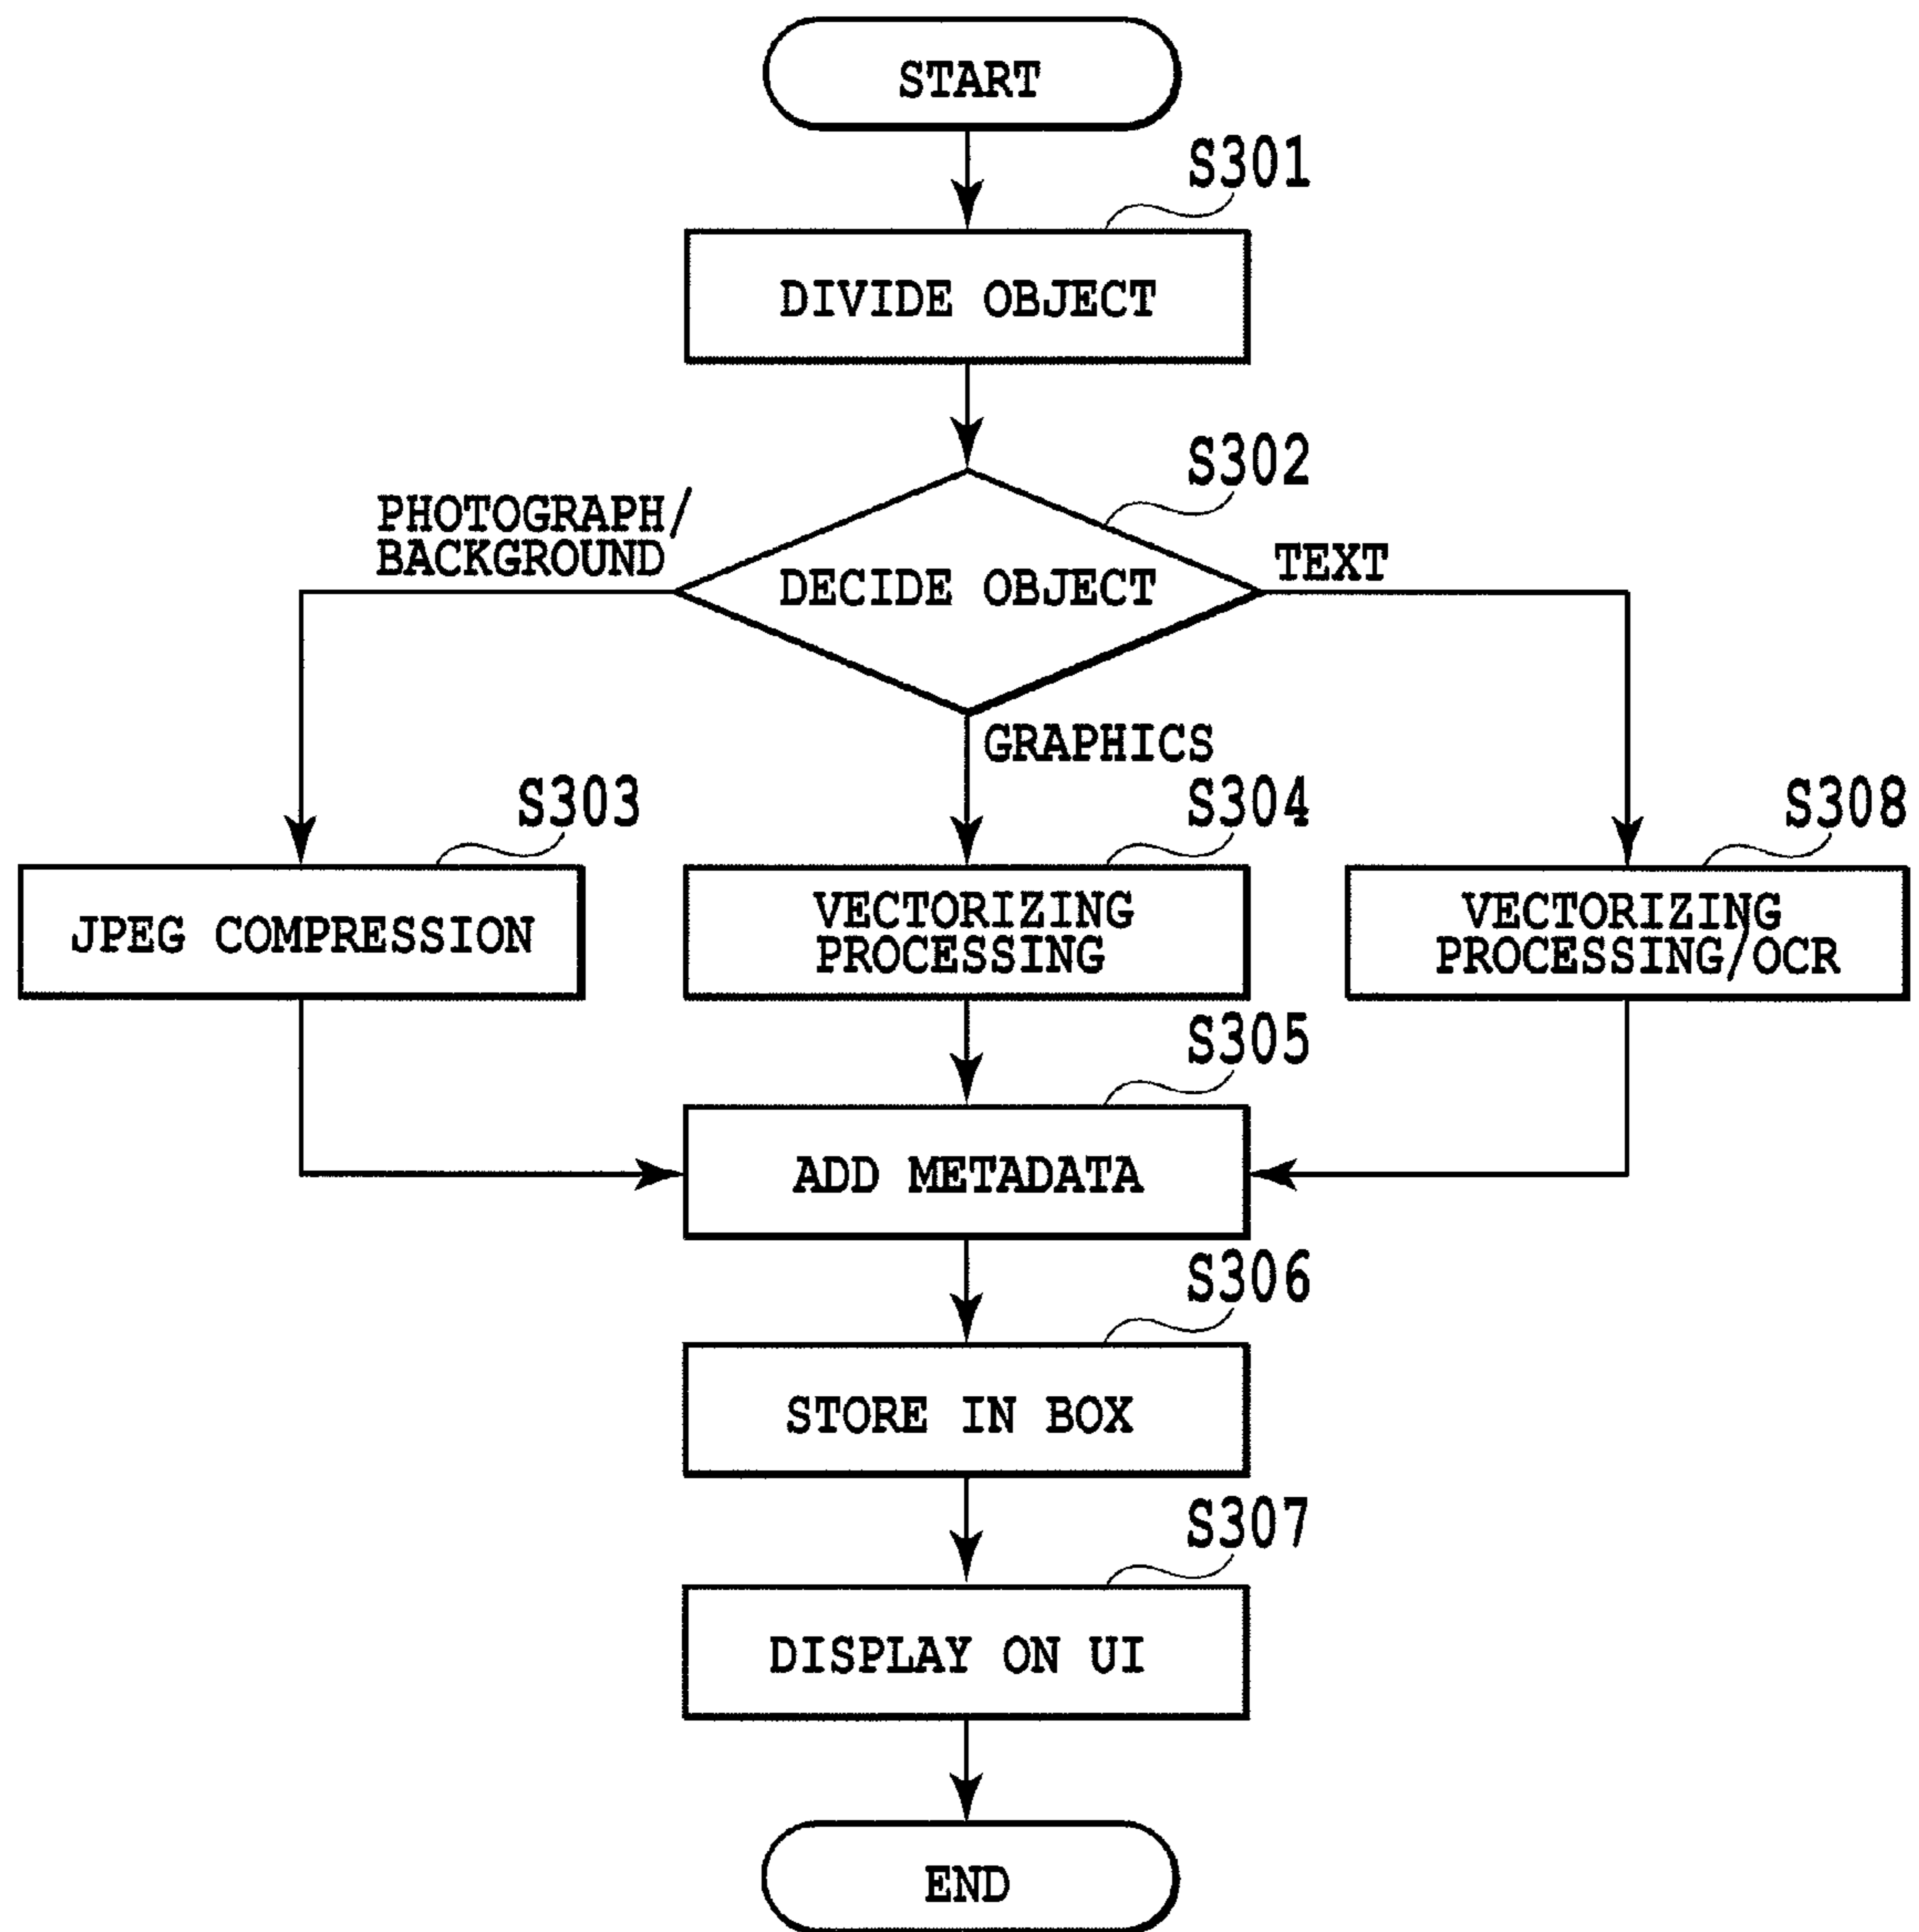 START
S301
DIVIDE OBJECT
S302
PHOTOGRAPH/
BACKGROUND
DECIDE OBJECT
TEXT
GRAPHICS
S303
S304
S308
JPEG COMPRESSION
VECTORIZING
PROCESSING
VECTORIZING
PROCESSING/OCR
S305
ADD METADATA
S306
STORE IN BOX
S307
DISPLAY ON UI
END